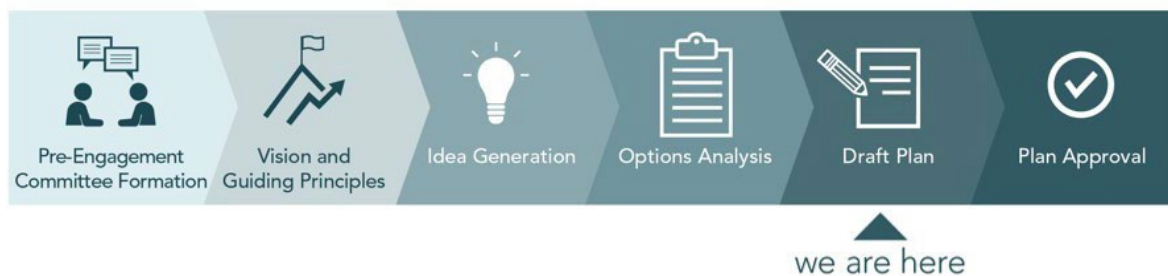 Pre-Engagement
Committee Formation
Vision and
Guiding Principles
Idea Generation
Options Analysis
Draft Plan
Plan Approval
we are here